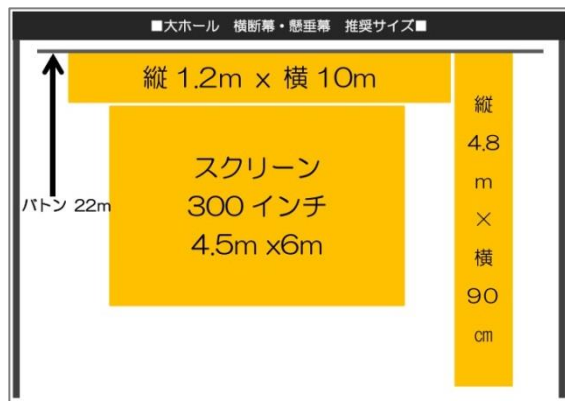 ■大ホール　横断幕・懸垂幕　推奨サイズ■
縦 1.2m x 横 10m
スクリーン
300 インチ
4.5m x6m
バトン 22m
縦
4.8
m
×
横
90
㎝